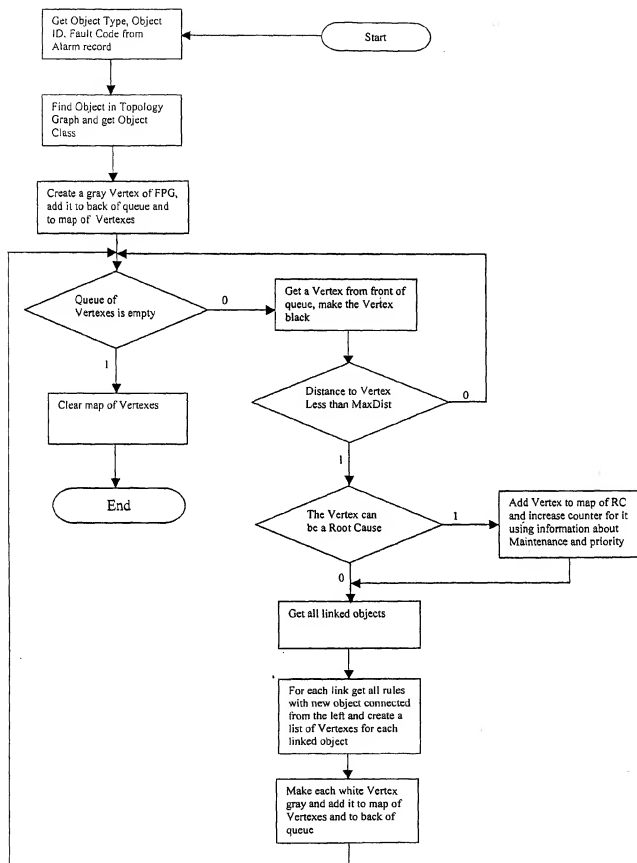 Get Object Type, Object
ID, Fault Code from
Alarm record
Start
Find Object in Topology
Graph and get Object
Class
Create a gray Vertex of FPG,
add it to back of queue and
to map of Vertexes
Queue of
Vertexes is empty
0
Get a Vertex from front of
queue, make the Vertex
black
1
Distance to Vertex
Less than MaxDist
0
Clear map of Vertexes
1
End
The Vertex can
be a Root Cause
1
Add Vertex to map of RC
and increase counter for it
using information about
Maintenance and priority
0
Get all linked objects
For each link get all rules
with new object connected
from the left and create a
list of Vertexes for each
linked object
Make each white Vertex
gray and add it to map of
Vertexes and to back of
queue